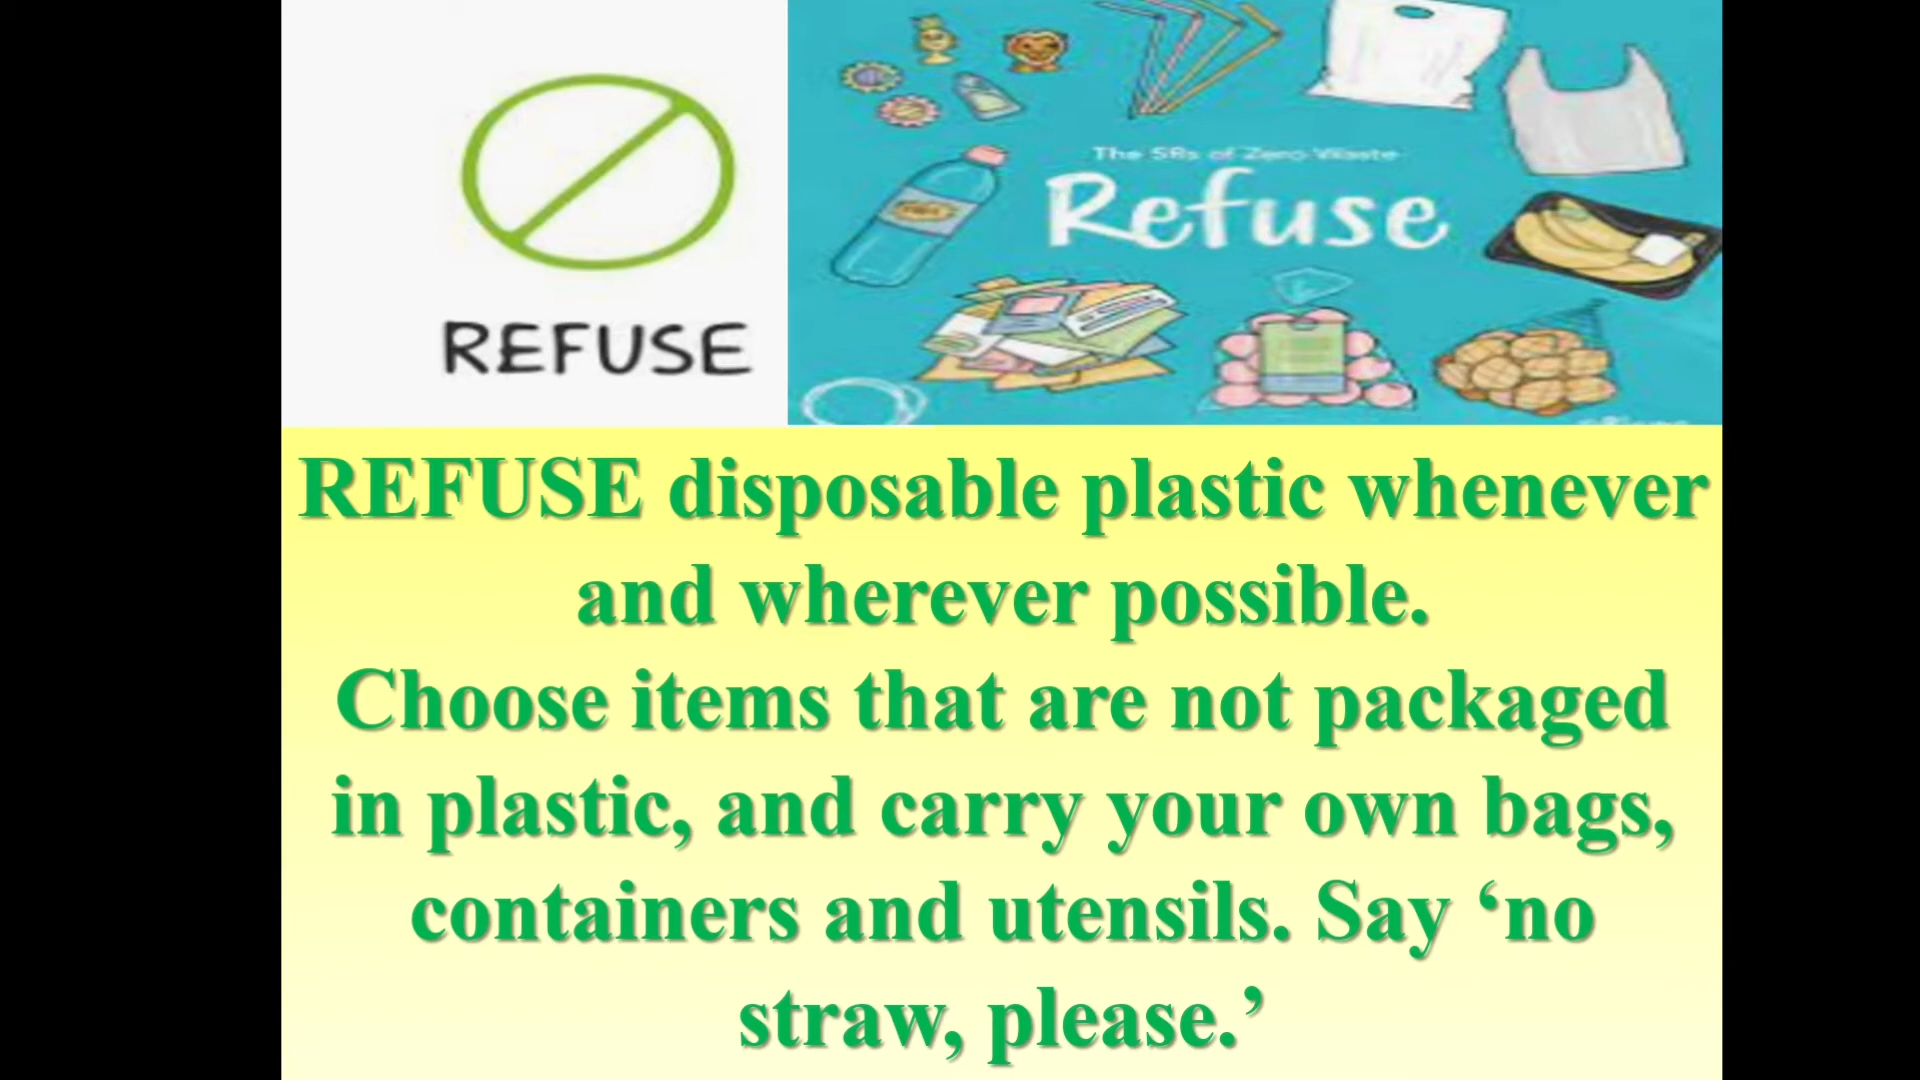 REFUSE
The 5Rs of Zero Waste
Refuse
REFUSE disposable plastic whenever
and wherever possible.
Choose items that are not packaged
in plastic, and carry your own bags,
containers and utensils. Say ‘no
straw, please.’